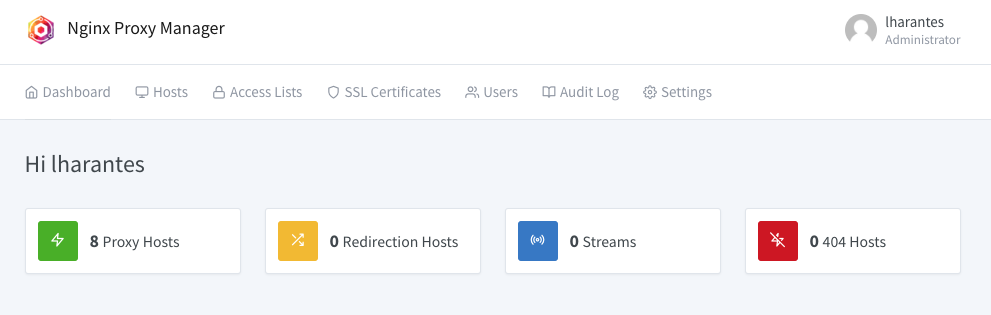 Nginx Proxy Manager
lharantes
Administrator
Dashboard Hosts Access Lists SSL Certificates Users Audit Log Settings
Hi lharantes
8 Proxy Hosts 0 Redirection Hosts 0 Streams 0 404 Hosts